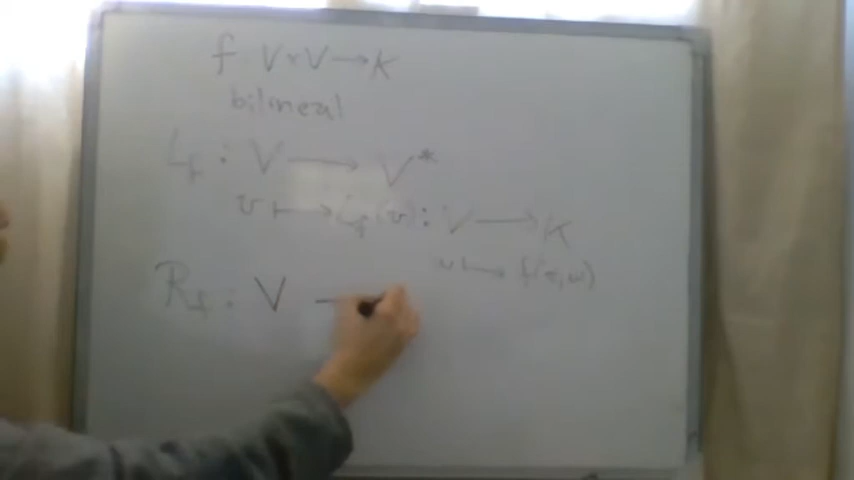 f V×V→K
bilineal
L_f : V → V*
v ↦ L_f(v) : V → K
w ↦ f(v,w)
R_f : V —